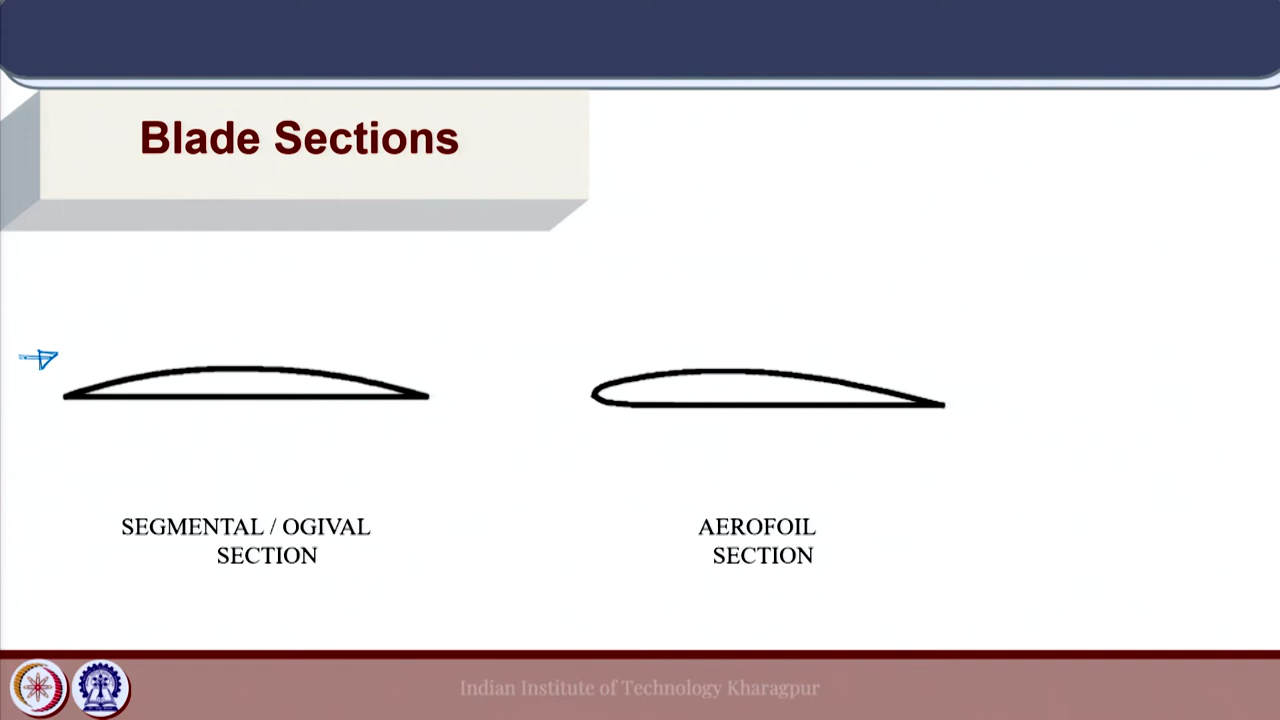 Blade Sections
SEGMENTAL / OGIVAL
SECTION
AEROFOIL
SECTION
Indian Institute of Technology Kharagpur